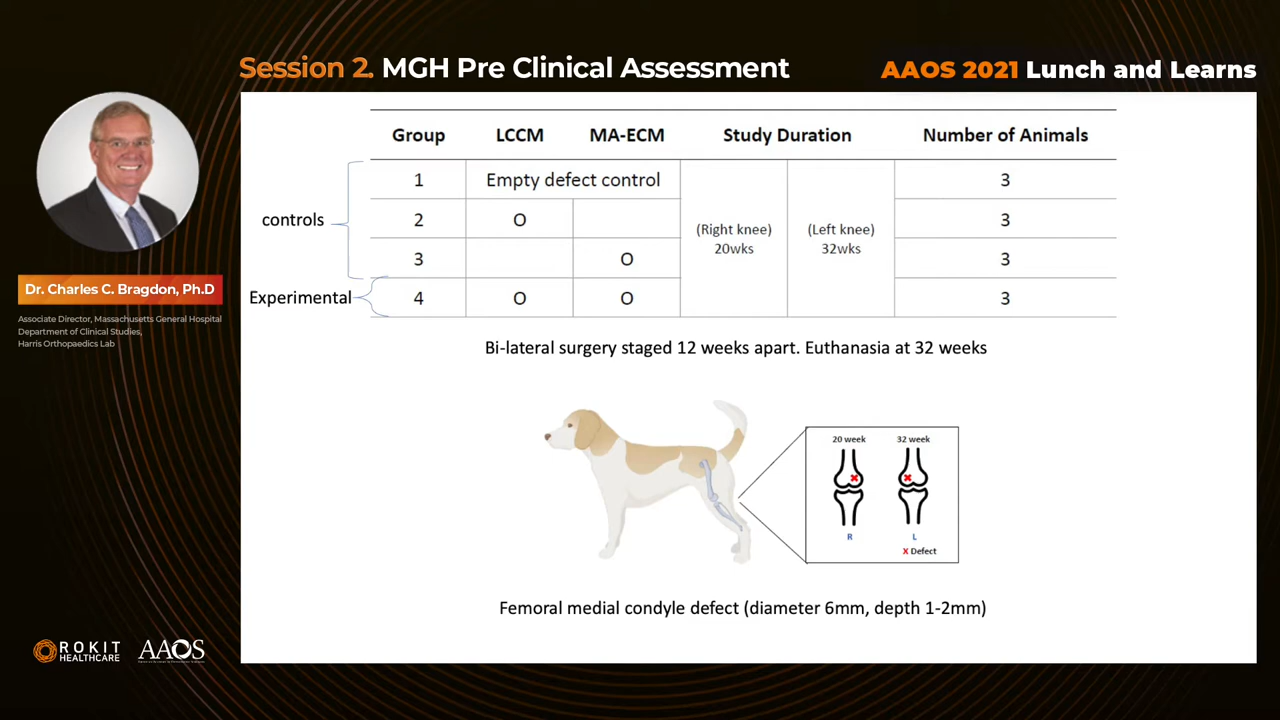 Session 2. MGH Pre Clinical Assessment
AAOS 2021 Lunch and Learns
Dr. Charles C. Bragdon, Ph.D
Associate Director, Massachusetts General Hospital
Department of Clinical Studies,
Harris Orthopaedics Lab
Group LCCM MA-ECM Study Duration Number of Animals
controls
Experimental
1 Empty defect control 3
2 O 3
3 O 3
4 O O 3
(Right knee)
20wks
(Left knee)
32wks
Bi-lateral surgery staged 12 weeks apart. Euthanasia at 32 weeks
20 week 32 week
R L
X Defect
Femoral medial condyle defect (diameter 6mm, depth 1-2mm)
ROKIT
HEALTHCARE
AAOS